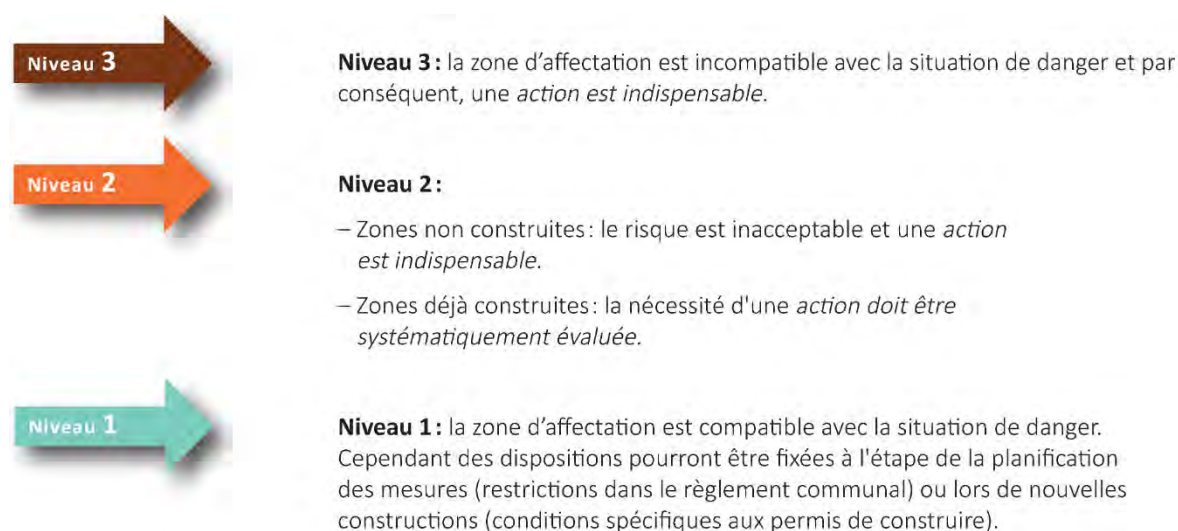 Niveau 3
Niveau 3 : la zone d’affectation est incompatible avec la situation de danger et par
conséquent, une action est indispensable.
Niveau 2
Niveau 2 :
– Zones non construites : le risque est inacceptable et une action
est indispensable.
– Zones déjà construites : la nécessité d'une action doit être
systématiquement évaluée.
Niveau 1
Niveau 1 : la zone d’affectation est compatible avec la situation de danger.
Cependant des dispositions pourront être fixées à l'étape de la planification
des mesures (restrictions dans le règlement communal) ou lors de nouvelles
constructions (conditions spécifiques aux permis de construire).